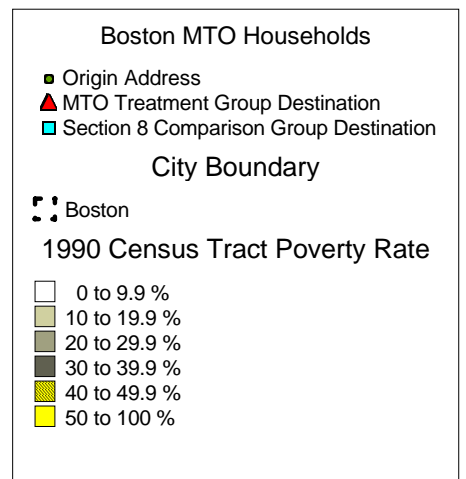 Boston MTO Households
Origin Address
MTO Treatment Group Destination
Section 8 Comparison Group Destination
City Boundary
Boston
1990 Census Tract Poverty Rate
0 to 9.9 %
10 to 19.9 %
20 to 29.9 %
30 to 39.9 %
40 to 49.9 %
50 to 100 %